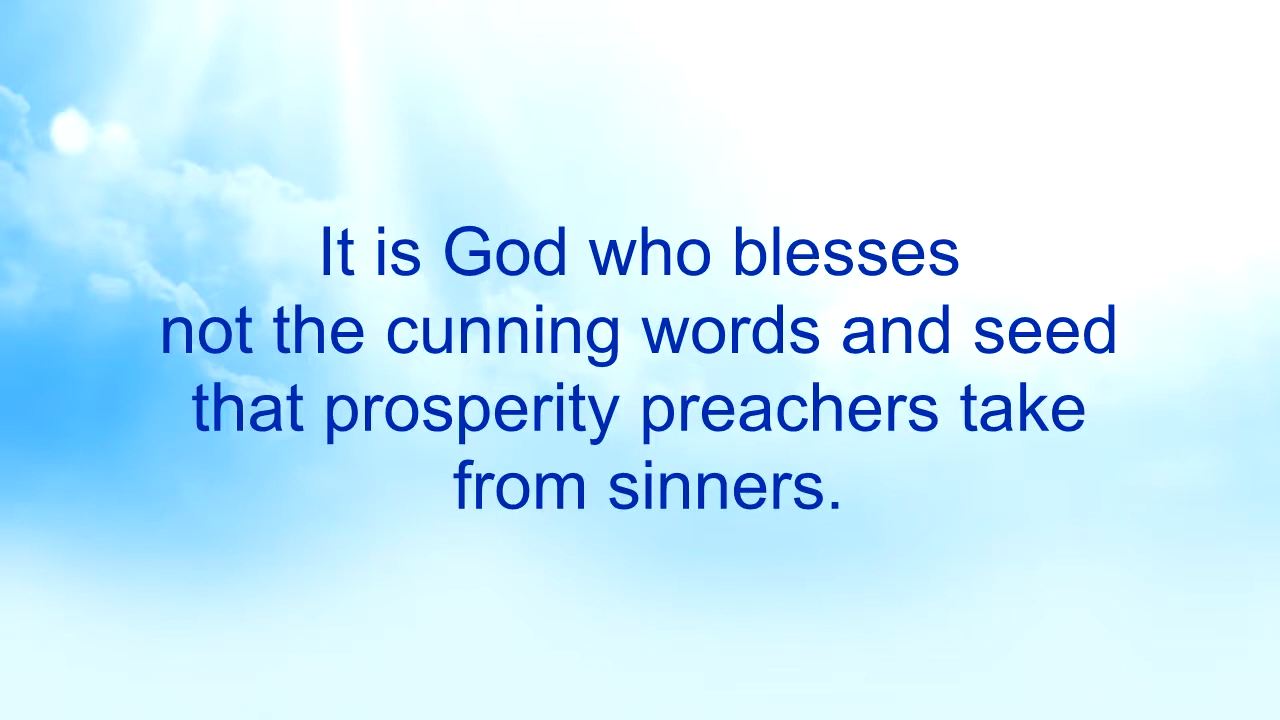 It is God who blesses
not the cunning words and seed
that prosperity preachers take
from sinners.